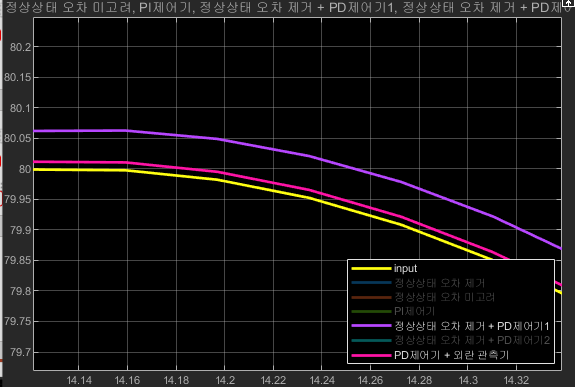 정상상태 오차 미고려, PI제어기, 정상상태 오차 제거 + PD제어기1, 정상상태 오차 제거 + PD제
80.2
80.15
80.1
80.05
80
79.95
79.9
79.85
79.8
79.75
79.7
input
정상상태 오차 제거
정상상태 오차 미고려
PI제어기
정상상태 오차 제거 + PD제어기1
정상상태 오차 제거 + PD제어기2
PD제어기 + 외란 관측기
14.14 14.16 14.18 14.2 14.22 14.24 14.26 14.28 14.3 14.32